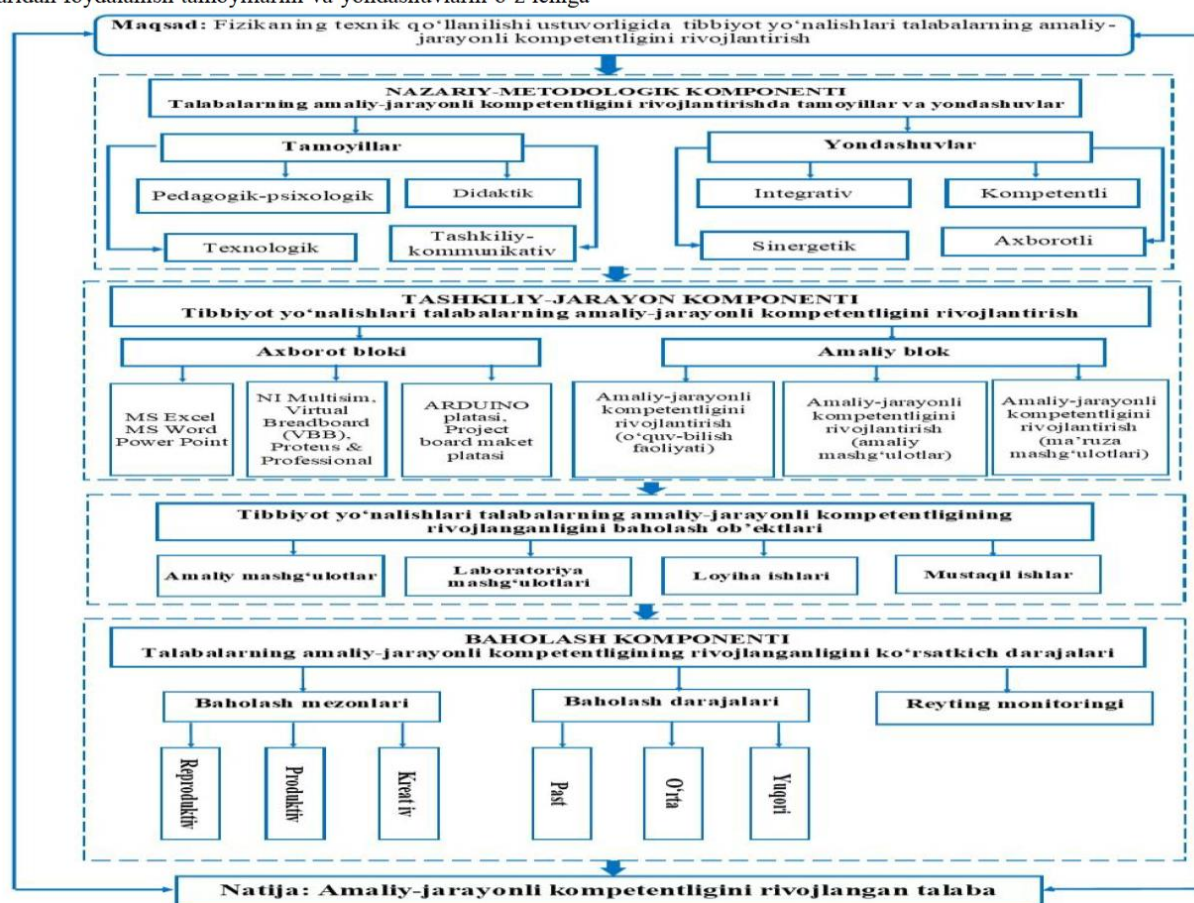 Maqsad: Fizikaning texnik qo‘llanilishi ustuvorligida tibbiyot yo‘nalishlari talabalarning amaliy-
jarayonli kompetentligini rivojlantirish
NAZARIY-METODOLOGIK KOMPONENTI
Talabalarning amaliy-jarayonli kompetentligini rivojlantirishda tamoyillar va yondashuvlar
Tamoyillar
Yondashuvlar
Pedagogik-psixologik
Didaktik
Integrativ
Kompetentli
Texnologik
Tashkiliy-
kommunikativ
Sinergetik
Axborotli
TASHKILIY-JARAYON KOMPONENTI
Tibbiyot yo‘nalishlari talabalarning amaliy-jarayonli kompetentligini rivojlantirish
Axborot bloki
Amaliy blok
MS Excel
MS Word
Power Point
NI Multisim,
Virtual
Breadboard
(VBB),
Proteus &
Professional
ARDUINO
platasi,
Project
board maket
platasi
Amaliy-jarayonli
kompetentligini
rivojlantirish
(o‘quv-bilish
faoliyati)
Amaliy-jarayonli
kompetentligini
rivojlantirish
(amaliy
mashg‘ulotlar)
Amaliy-jarayonli
kompetentligini
rivojlantirish
(ma’ruza
mashg‘ulotlari)
Tibbiyot yo‘nalishlari talabalarning amaliy-jarayonli kompetentligining
rivojlanganligini baholash ob’ektlari
Amaliy mashg‘ulotlar
Laboratoriya
mashg‘ulotlari
Loyiha ishlari
Mustaqil ishlar
BAHOLASH KOMPONENTI
Talabalarning amaliy-jarayonli kompetentligining rivojlanganligini ko‘rsatkich darajalari
Baholash mezonlari
Baholash darajalari
Reyting monitoringi
Reproduktiv
Produktiv
Kreativ
Past
O‘rta
Yuqori
Natija: Amaliy-jarayonli kompetentligini rivojlangan talaba